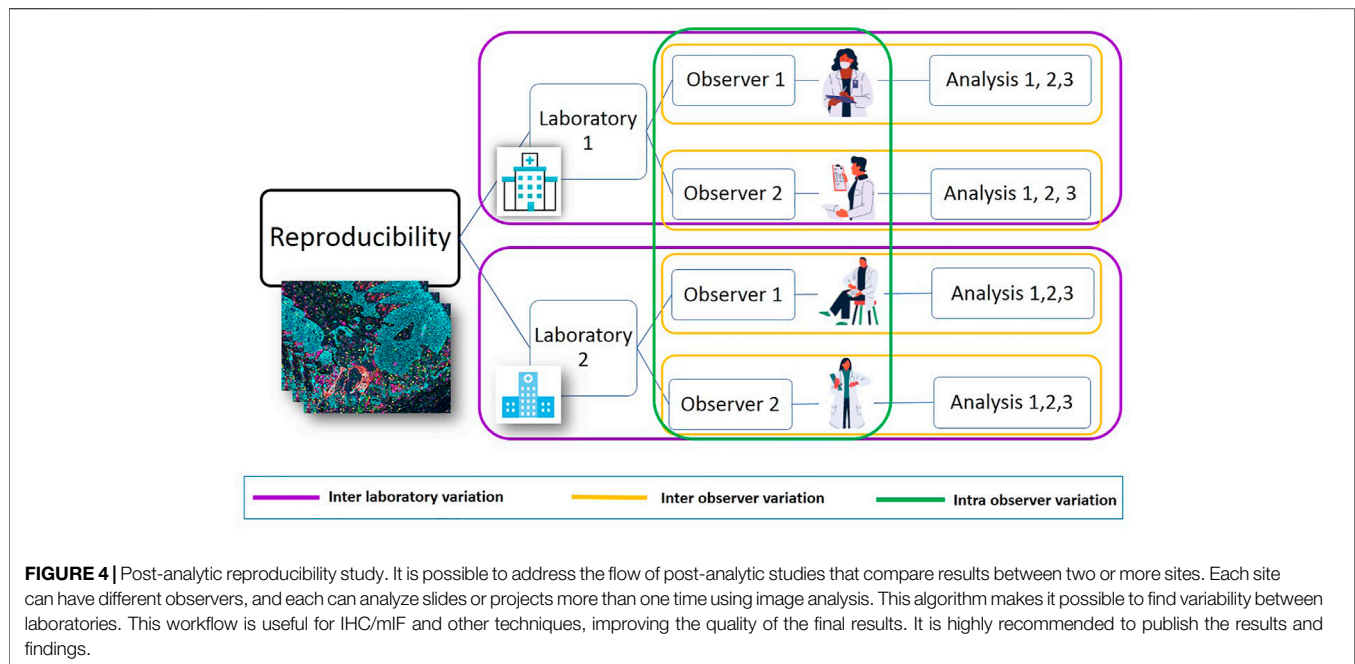 Reproducibility
Laboratory
1
Observer 1
Analysis 1, 2,3
Observer 2
Analysis 1, 2, 3
Laboratory
2
Observer 1
Analysis 1,2,3
Observer 2
Analysis 1,2,3
Inter laboratory variation
Inter observer variation
Intra observer variation
FIGURE 4 | Post-analytic reproducibility study. It is possible to address the flow of post-analytic studies that compare results between two or more sites. Each site
can have different observers, and each can analyze slides or projects more than one time using image analysis. This algorithm makes it possible to find variability between
laboratories. This workflow is useful for IHC/mIF and other techniques, improving the quality of the final results. It is highly recommended to publish the results and
findings.